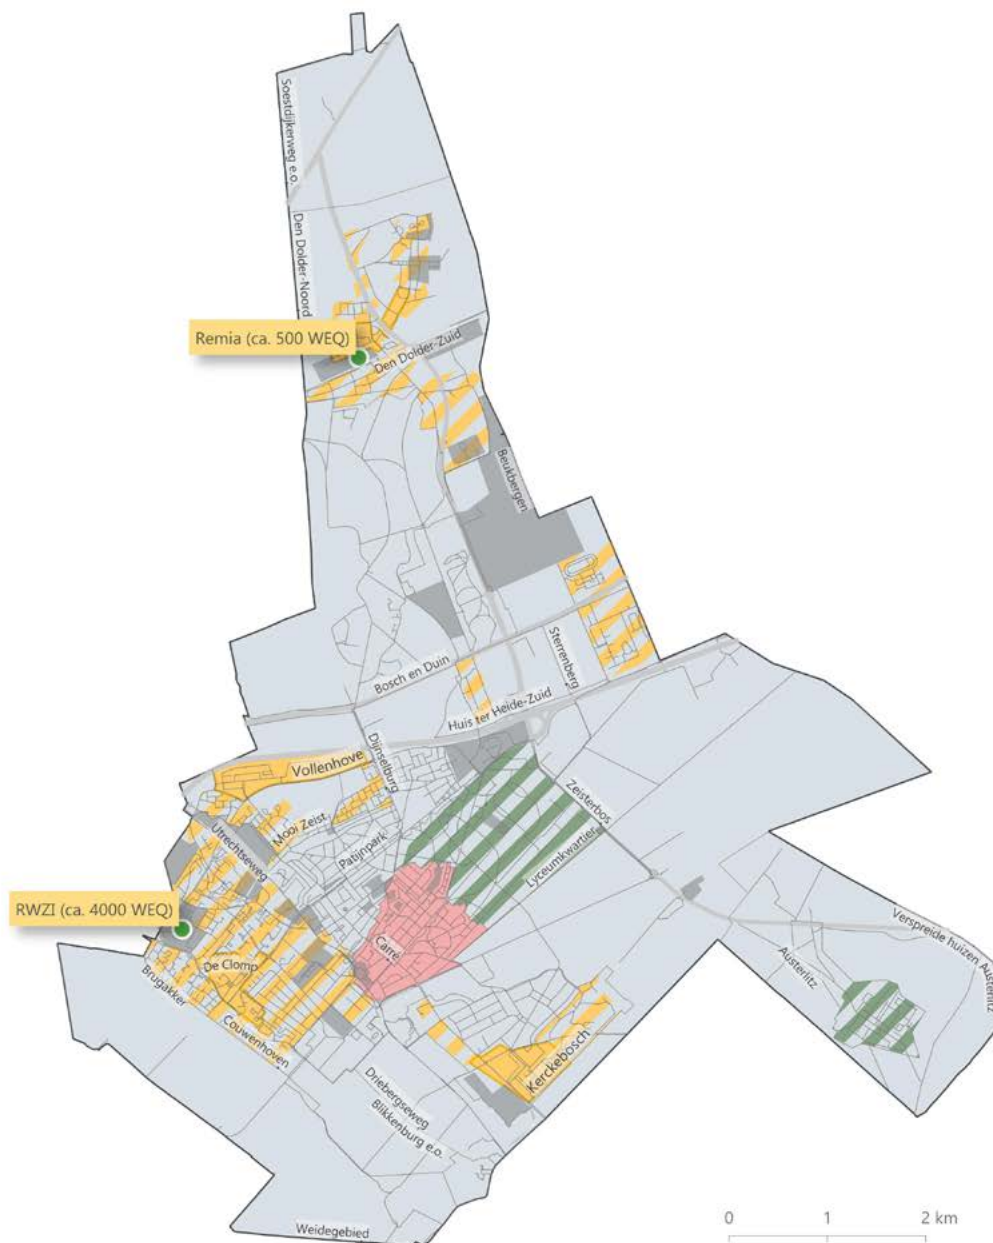 Soestdijkerweg e.o.
Den Dolder-Noord
Remia (ca. 500 WEQ)
Den Dolder-Zuid
Beukbergen
Sterrenberg
Bosch en Duin
Huis ter Heide-Zuid
Vollenhove
Dijnselburg
Zeisterbos
Mooi Zeist
Utrechtseweg
Patijnpark
Lyceumkwartier
RWZI (ca. 4000 WEQ)
Verspreide huizen Austerlitz
Carré
Austerlitz
De Clomp
Brugakker
Couwenhoven
Kerckebosch
Driebergseweg
Blikkenburg e.o.
Weidegebied
0 1 2 km